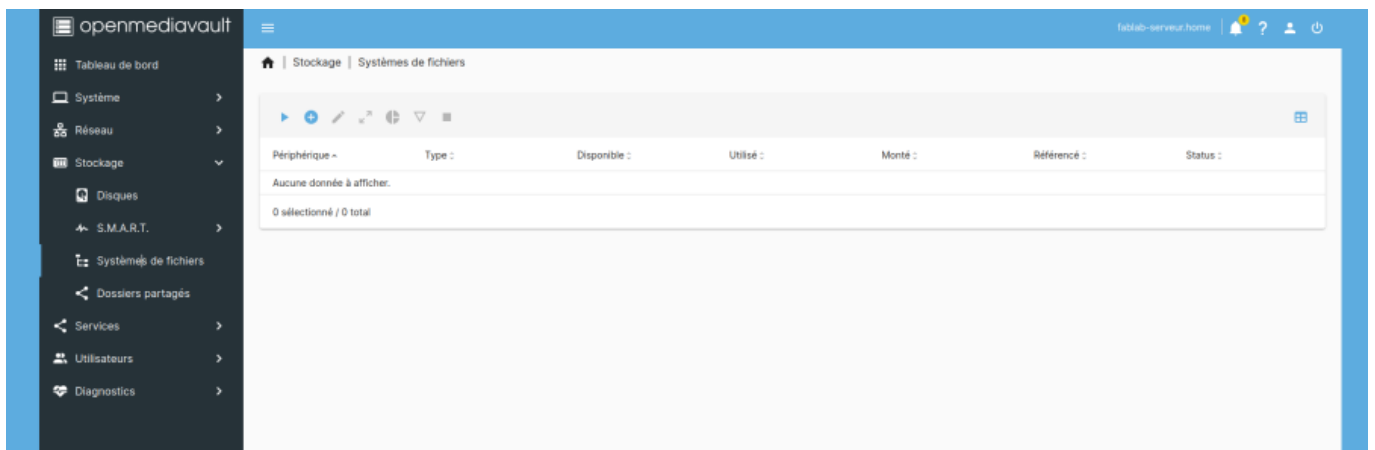 openmediavault
fablab-serveur.home
Tableau de bord
Système
Réseau
Stockage
Disques
S.M.A.R.T.
Systèmes de fichiers
Dossiers partagés
Services
Utilisateurs
Diagnostics
| Stockage | Systèmes de fichiers
Périphérique Type Disponible Utilisé Monté Référencé Status
Aucune donnée à afficher.
0 sélectionné / 0 total